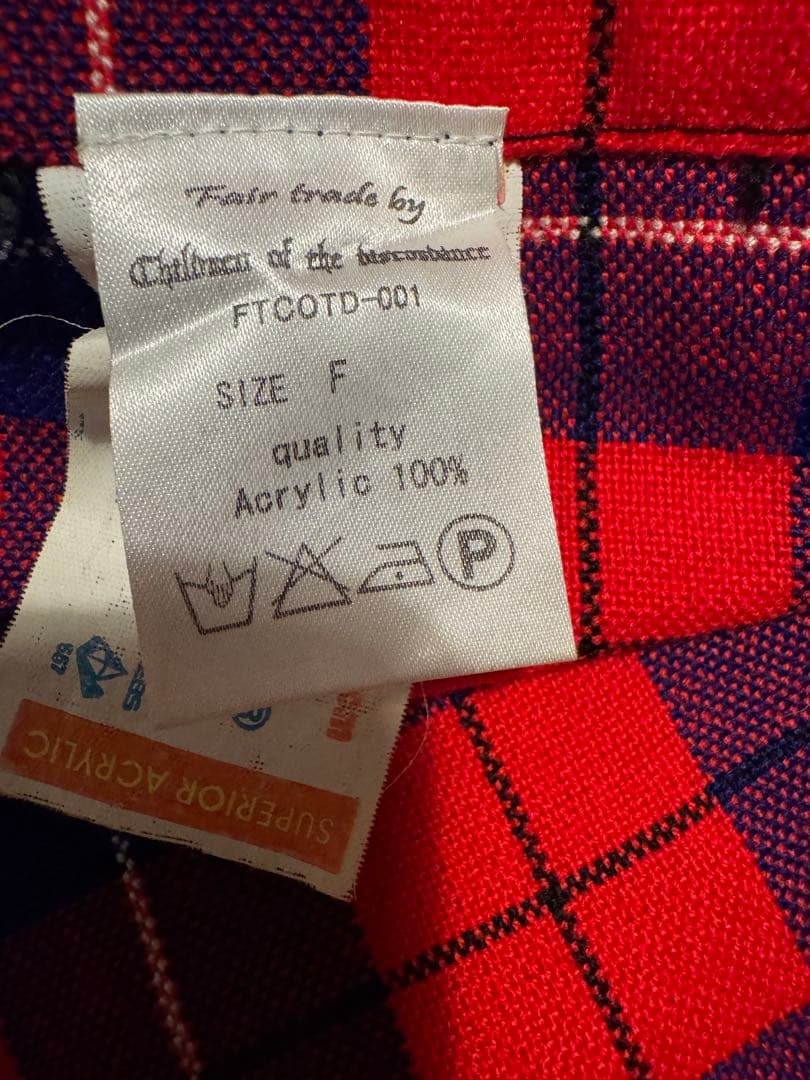 Fair trade by
Children of the discordance
FTCOTD-001
SIZE F
quality
Acrylic 100%
P
SUPERIOR ACRYLIC